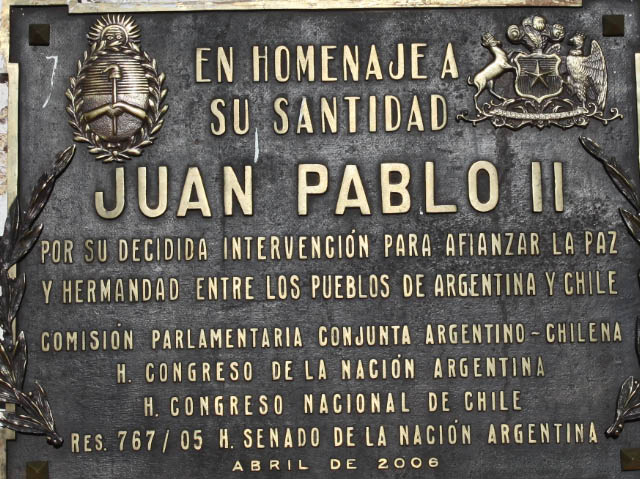 EN HOMENAJE A
SU SANTIDAD
JUAN PABLO II
POR SU DECIDIDA INTERVENCIÓN PARA AFIANZAR LA PAZ
Y HERMANDAD ENTRE LOS PUEBLOS DE ARGENTINA Y CHILE
COMISIÓN PARLAMENTARIA CONJUNTA ARGENTINO-CHILENA
H. CONGRESO DE LA NACIÓN ARGENTINA
H. CONGRESO NACIONAL DE CHILE
RES. 767/05 H. SENADO DE LA NACIÓN ARGENTINA
ABRIL DE 2006